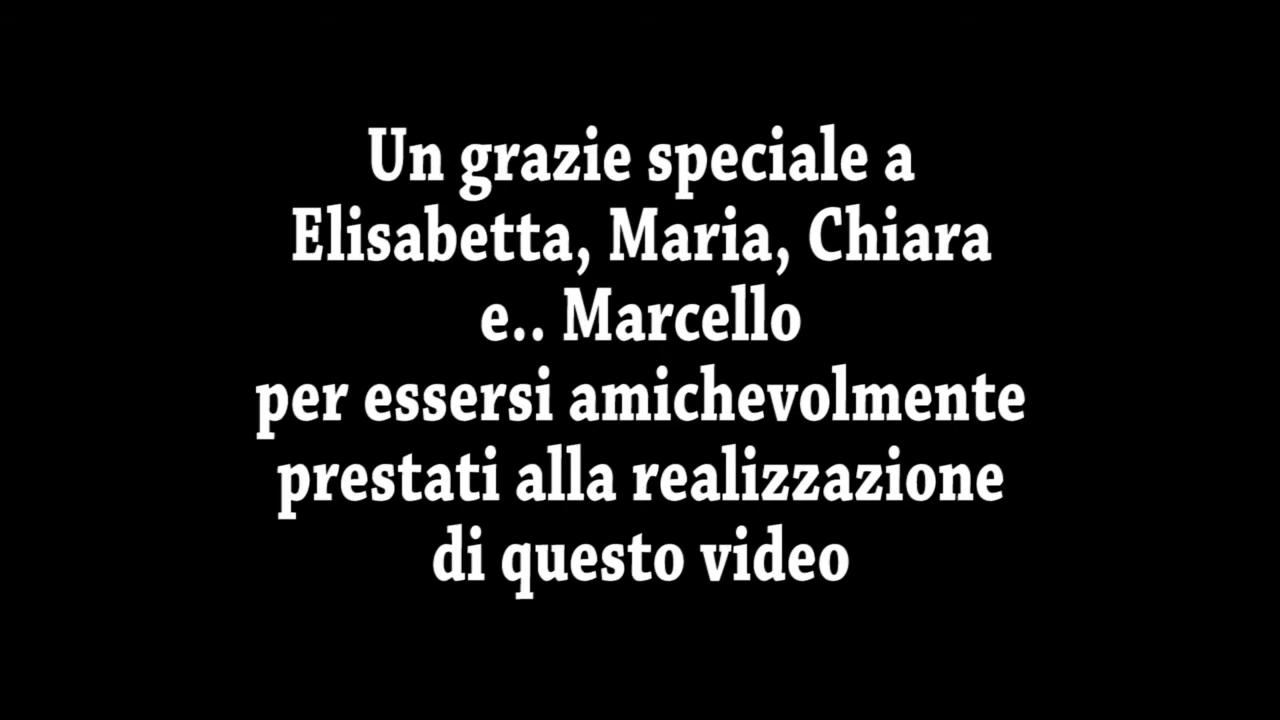 Un grazie speciale a
Elisabetta, Maria, Chiara
e.. Marcello
per essersi amichevolmente
prestati alla realizzazione
di questo video